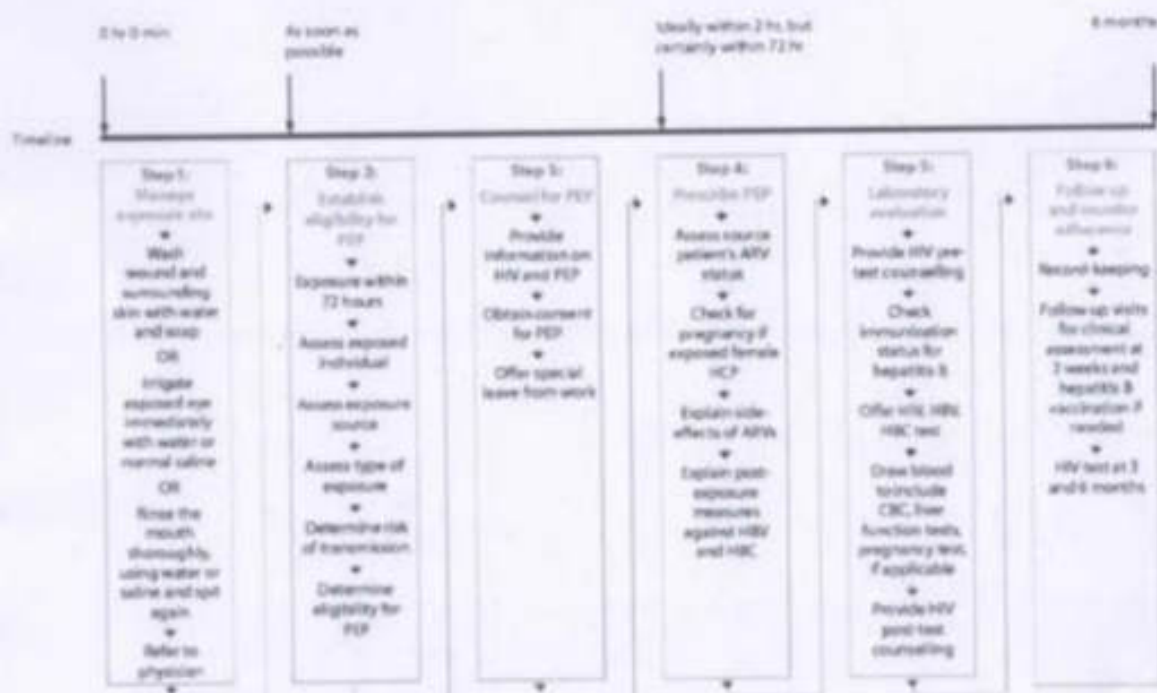 0 to 0 min
As soon as
possible
Ideally within 2 hr, but
certainly within 72 hr
6 months
Timeline
Step 1:
Manage
exposure site
Wash
wound and
surrounding
skin with water
and soap
OR
Irrigate
exposed eye
immediately
with water or
normal saline
OR
Rinse the
mouth
thoroughly,
using water or
saline and spit
again
Refer to
physician
Step 2:
Establish
eligibility for
PEP
Exposure within
72 hours
Assess exposed
individual
Assess exposure
source
Assess type of
exposure
Determine risk
of transmission
Determine
eligibility for
PEP
Step 3:
Counsel for PEP
Provide
information on
HIV and PEP
Obtain consent
for PEP
Offer special
leave from work
Step 4:
Prescribe PEP
Assess source
patient's ARV
status
Check for
pregnancy if
exposed female
HCP
Explain side-
effects of ARVs
Explain post-
exposure
measures
against HBV
and HBC
Step 5:
Laboratory
evaluation
Provide HIV pre-
test counselling
Check
immunisation
status for
hepatitis B
Offer HIV, HBV,
HBC test
Draw blood
to include
CBC, liver
function tests,
pregnancy test,
if applicable
Provide HIV
post-test
counselling
Step 6:
Follow up
and monitor
adherence
Record-keeping
Follow up visits
for clinical
assessment at
2 weeks and
hepatitis B
vaccination if
needed
HIV test at 3
and 6 months